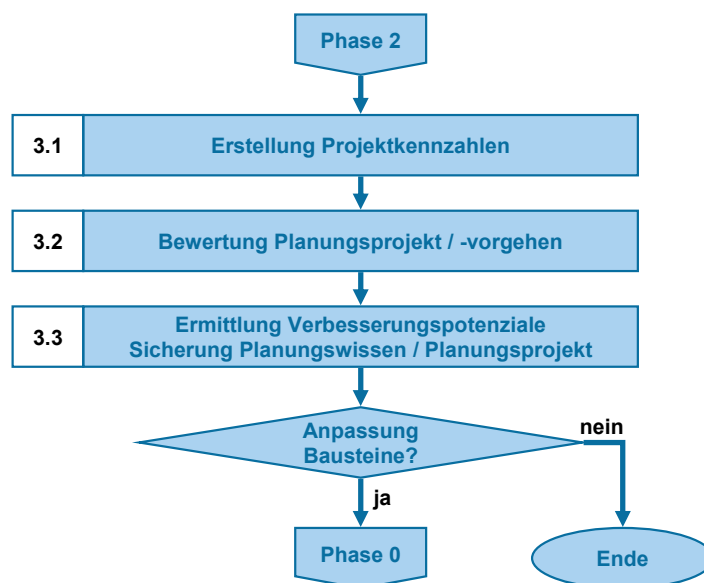 Phase 2
3.1
Erstellung Projektkennzahlen
3.2
Bewertung Planungsprojekt / -vorgehen
3.3
Ermittlung Verbesserungspotenziale
Sicherung Planungswissen / Planungsprojekt
Anpassung
Bausteine?
nein
ja
Phase 0
Ende